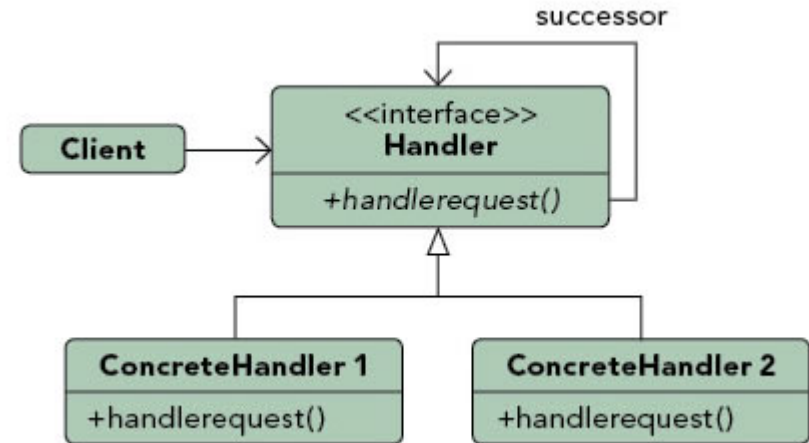 successor
<<interface>>
Handler
Client
+handlerequest()
ConcreteHandler 1
+handlerequest()
ConcreteHandler 2
+handlerequest()